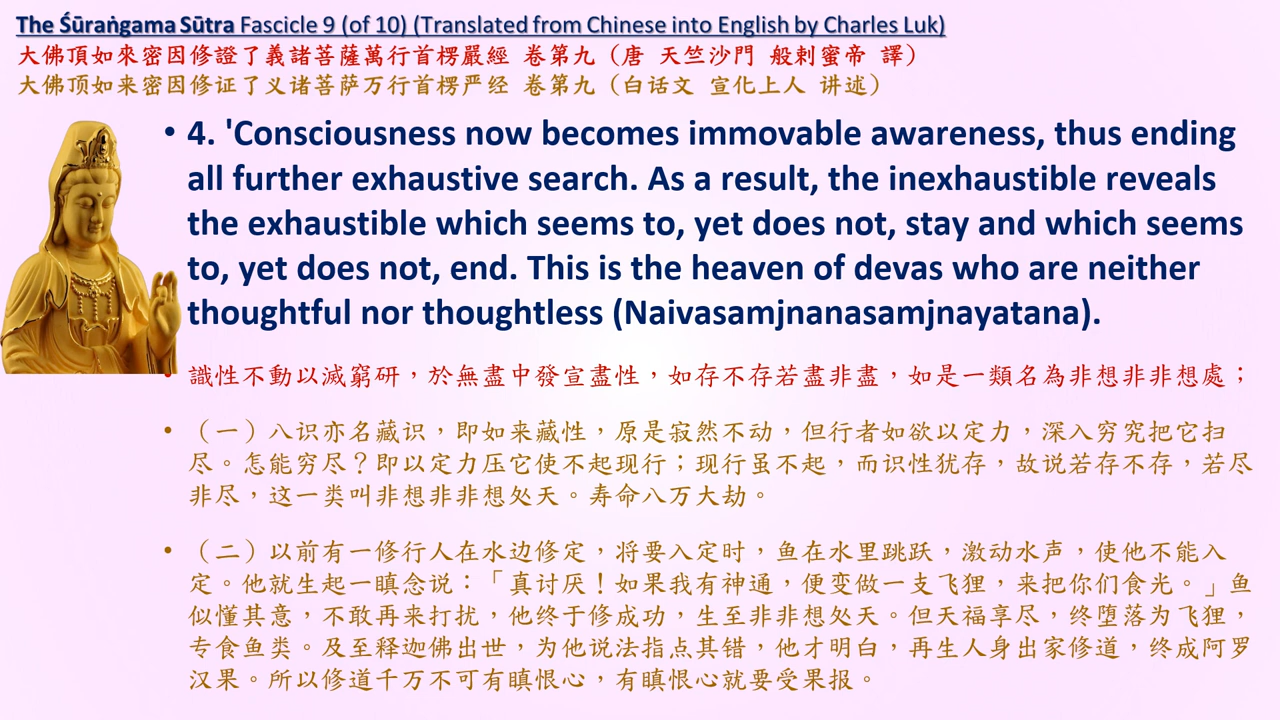 The Śūraṅgama Sūtra Fascicle 9 (of 10) (Translated from Chinese into English by Charles Luk)
大佛頂如來密因修證了義諸菩薩萬行首楞嚴經 卷第九（唐 天竺沙門 般剌蜜帝 譯）
大佛顶如来密因修证了义诸菩萨万行首楞严经 卷第九（白话文 宣化上人 讲述）
• 4. 'Consciousness now becomes immovable awareness, thus ending
all further exhaustive search. As a result, the inexhaustible reveals
the exhaustible which seems to, yet does not, stay and which seems
to, yet does not, end. This is the heaven of devas who are neither
thoughtful nor thoughtless (Naivasamjnanasamjnayatana).
• 識性不動以滅窮研，於無盡中發宣盡性，如存不存若盡非盡，如是一類名為非想非非想處；
• （一）八识亦名藏识，即如来藏性，原是寂然不动，但行者如欲以定力，深入穷究把它扫
尽。怎能穷尽？即以定力压它使不起现行；现行虽不起，而识性犹存，故说若存不存，若尽
非尽，这一类叫非想非非想处天。寿命八万大劫。
• （二）以前有一修行人在水边修定，将要入定时，鱼在水里跳跃，激动水声，使他不能入
定。他就生起一瞋念说：「真讨厌！如果我有神通，便变做一支飞狸，来把你们食光。」鱼
似懂其意，不敢再来打扰，他终于修成功，生至非非想处天。但天福享尽，终堕落为飞狸，
专食鱼类。及至释迦佛出世，为他说法指点其错，他才明白，再生人身出家修道，终成阿罗
汉果。所以修道千万不可有瞋恨心，有瞋恨心就要受果报。